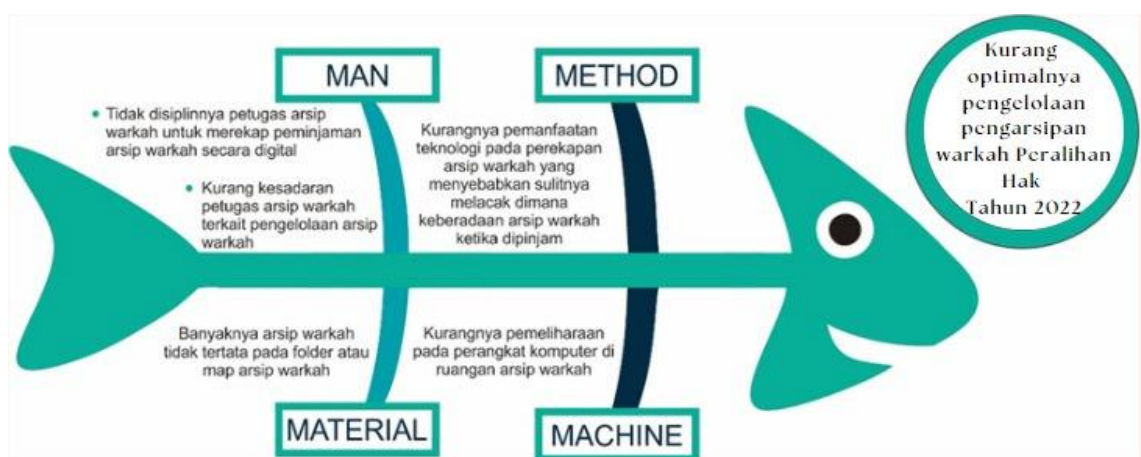 MAN
• Tidak disiplinnya petugas arsip
warkah untuk merekap peminjaman
arsip warkah secara digital
• Kurang kesadaran
petugas arsip warkah
terkait pengelolaan arsip
warkah
METHOD
Kurangnya pemanfaatan
teknologi pada perekapan
arsip warkah yang
menyebabkan sulitnya
melacak dimana
keberadaan arsip warkah
ketika dipinjam
Kurang
optimalnya
pengelolaan
pengarsipan
warkah Peralihan
Hak
Tahun 2022
Banyaknya arsip warkah
tidak tertata pada folder atau
map arsip warkah
MATERIAL
Kurangnya pemeliharaan
pada perangkat komputer di
ruangan arsip warkah
MACHINE